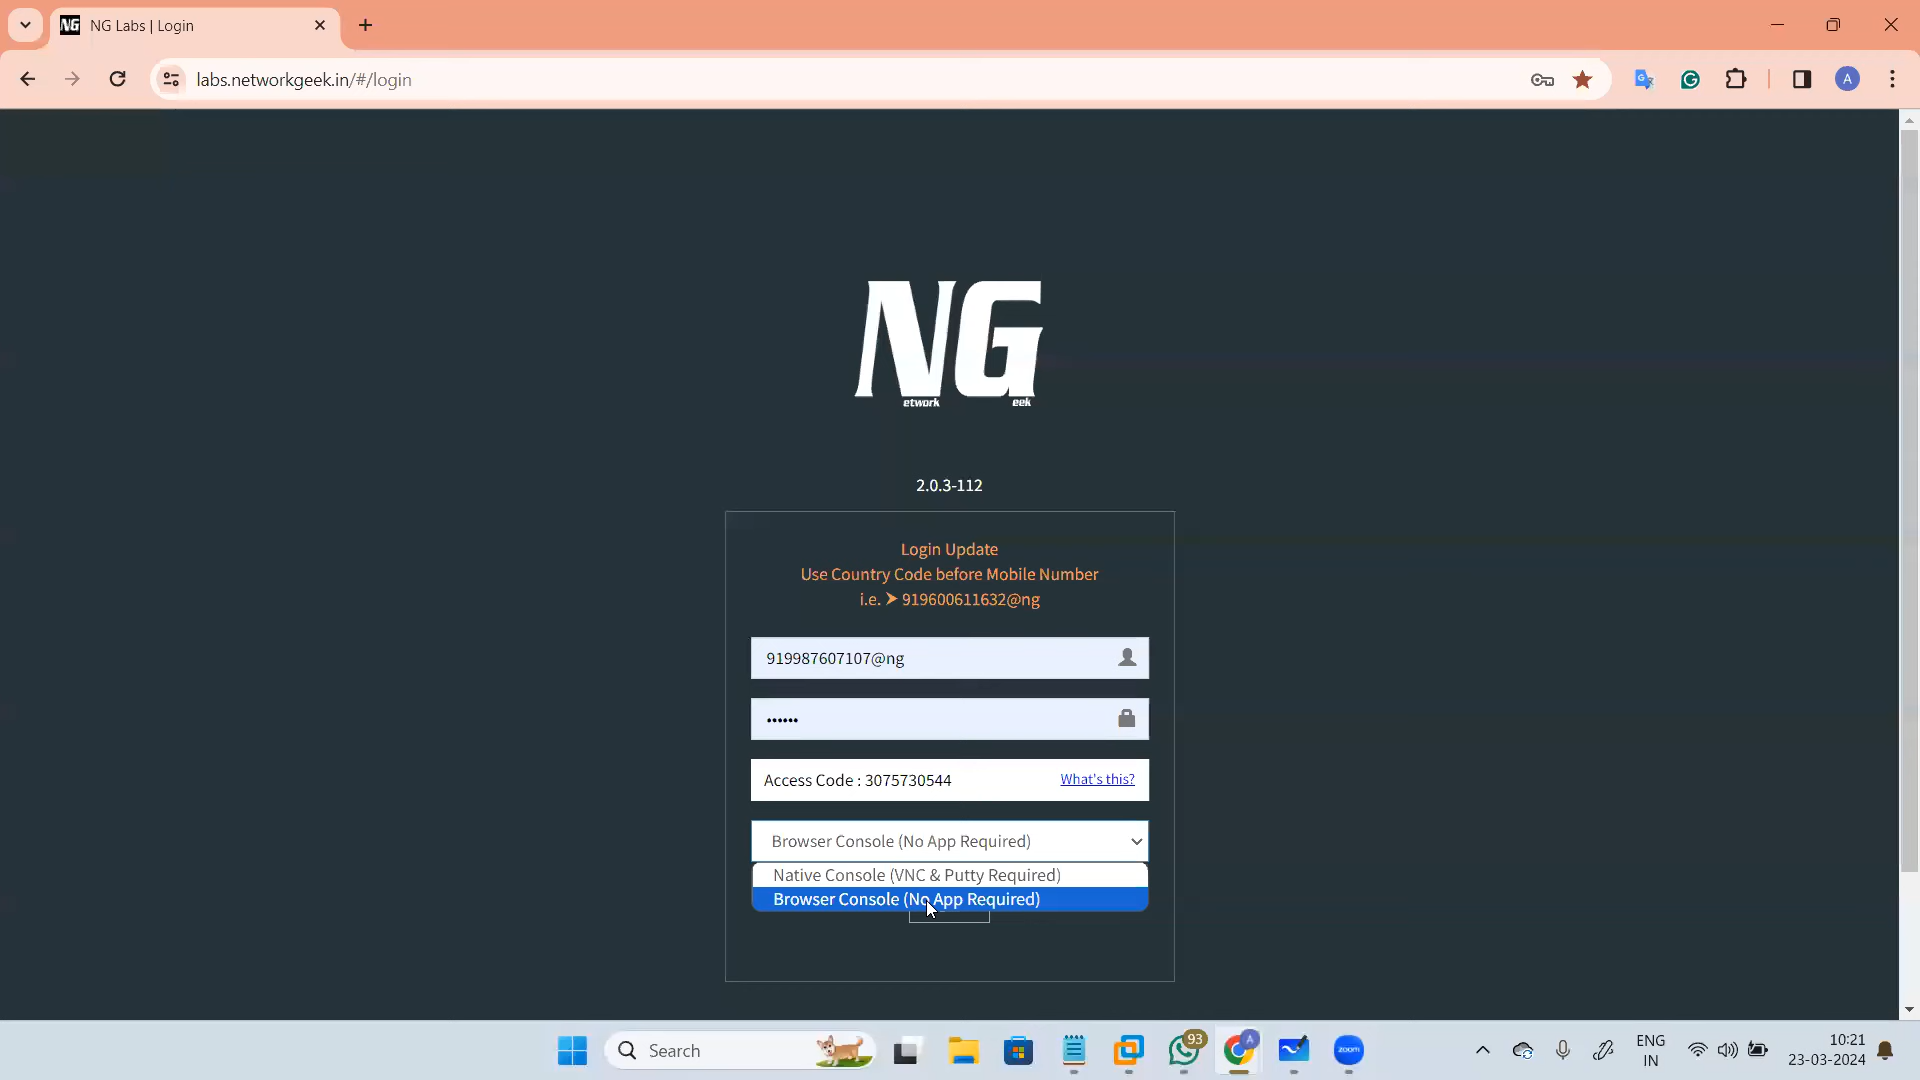 NG Labs | Login
labs.networkgeek.in/#/login
A
NG
etwork eek
2.0.3-112
Login Update
Use Country Code before Mobile Number
i.e. ➤ 919600611632@ng
919987607107@ng
••••••
Access Code : 3075730544 What's this?
Browser Console (No App Required)
Native Console (VNC & Putty Required)
Browser Console (No App Required)
Search
93
A
zoom
ENG
IN
10:21
23-03-2024